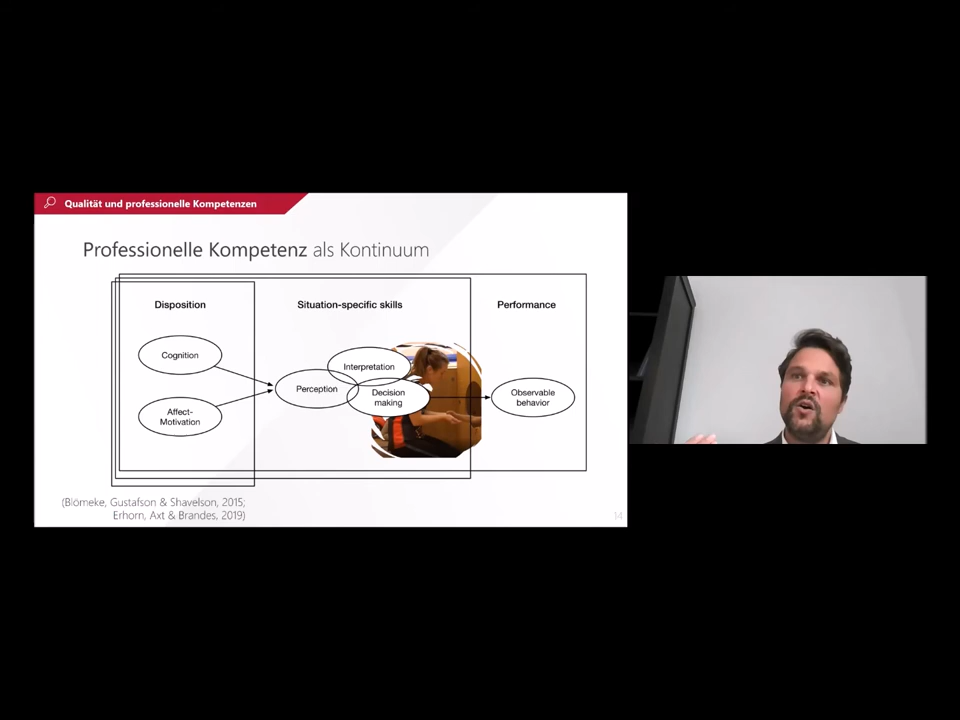 Qualität und professionelle Kompetenzen
Professionelle Kompetenz als Kontinuum
Disposition
Situation-specific skills
Performance
Cognition
Interpretation
Perception
Decision
making
Observable
behavior
Affect-
Motivation
(Blömeke, Gustafson & Shavelson, 2015;
Erhorn, Axt & Brandes, 2019)
14